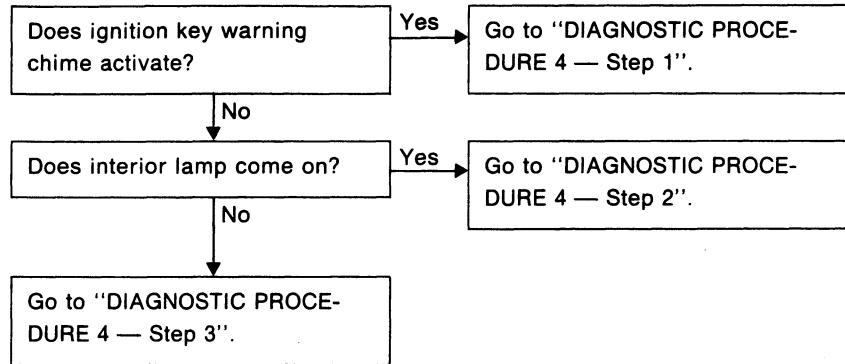 Does ignition key warning
chime activate?
Yes
Go to ‘‘DIAGNOSTIC PROCE-
DURE 4 — Step 1’’.
No
Does interior lamp come on?
Yes
Go to ‘‘DIAGNOSTIC PROCE-
DURE 4 — Step 2’’.
No
Go to ‘‘DIAGNOSTIC PROCE-
DURE 4 — Step 3’’.